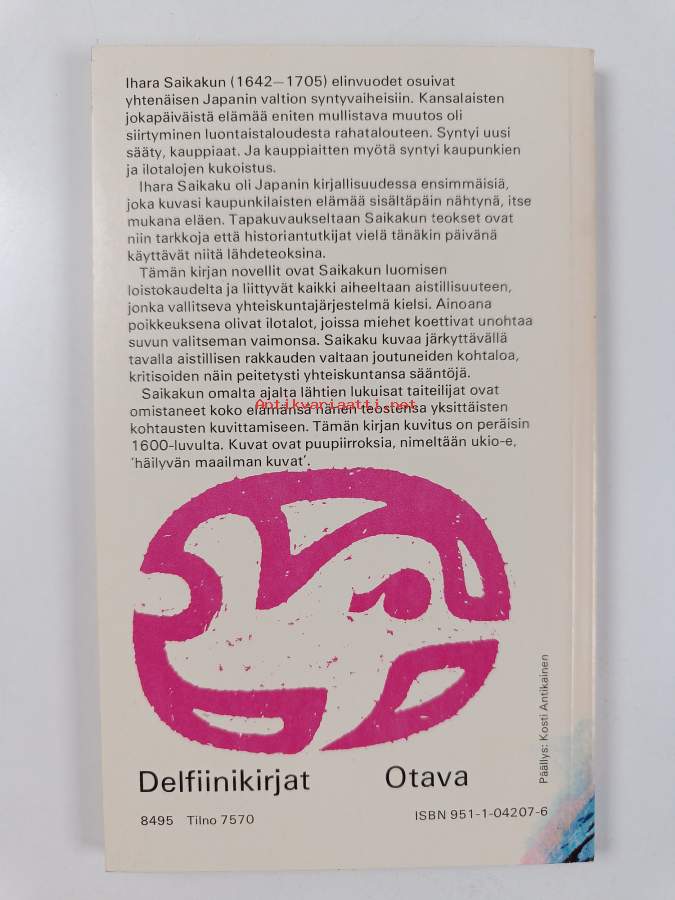 Ihara Saikakun (1642—1705) elinvuodet osuivat
yhtenäisen Japanin valtion syntyvaiheisiin. Kansalaisten
jokapäiväistä elämää eniten mullistava muutos oli
siirtyminen luontaistaloudesta rahatalouteen. Syntyi uusi
sääty, kauppiaat. Ja kauppiaitten myötä syntyi kaupunkien
ja ilotalojen kukoistus.
Ihara Saikaku oli Japanin kirjallisuudessa ensimmäisiä,
joka kuvasi kaupunkilaisten elämää sisältäpäin nähtynä, itse
mukana eläen. Tapakuvaukseltaan Saikakun teokset ovat
niin tarkkoja että historiantutkijat vielä tänäkin päivänä
käyttävät niitä lähdeteoksina.
Tämän kirjan novellit ovat Saikakun luomisen
loistokaudelta ja liittyvät kaikki aiheeltaan aistillisuuteen,
jonka vallitseva yhteiskuntajärjestelmä kielsi. Ainoana
poikkeuksena olivat ilotalot, joissa miehet koettivat unohtaa
suvun valitseman vaimonsa. Saikaku kuvaa järkyttävällä
tavalla aistillisen rakkauden valtaan joutuneiden kohtaloa,
kritisoiden näin peitetysti yhteiskuntansa sääntöjä.
Saikakun omalta ajalta lähtien lukuisat taiteilijat ovat
omistaneet koko elämänsä hänen teostensa yksittäisten
Antikvariaatti.net
kohtausten kuvittamiseen. Tämän kirjan kuvitus on peräisin
1600-luvulta. Kuvat ovat puupiirroksia, nimeltään ukio-e,
'häilyvän maailman kuvat'.
Päällys: Kosti Antikainen
Delfiinikirjat Otava
8495 Tilno 7570 ISBN 951-1-04207-6